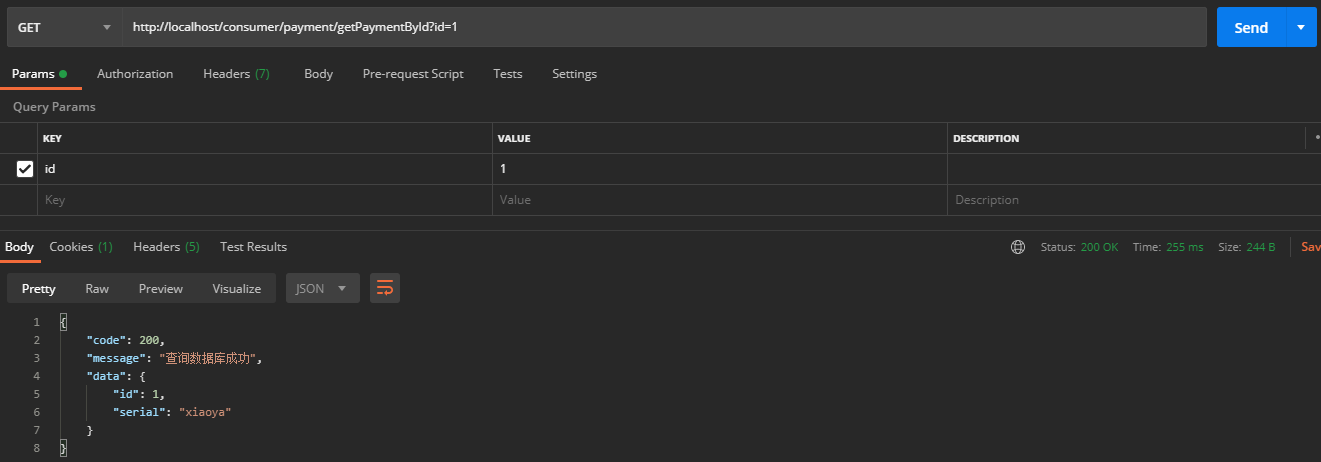 GET http://localhost/consumer/payment/getPaymentById?id=1 Send
Params Authorization Headers (7) Body Pre-request Script Tests Settings
Query Params
KEY VALUE DESCRIPTION
id 1
Key Value Description
Body Cookies (1) Headers (5) Test Results Status: 200 OK Time: 255 ms Size: 244 B Sav
Pretty Raw Preview Visualize JSON
1 {
2 "code": 200,
3 "message": "查询数据库成功",
4 "data": {
5 "id": 1,
6 "serial": "xiaoya"
7 }
8 }